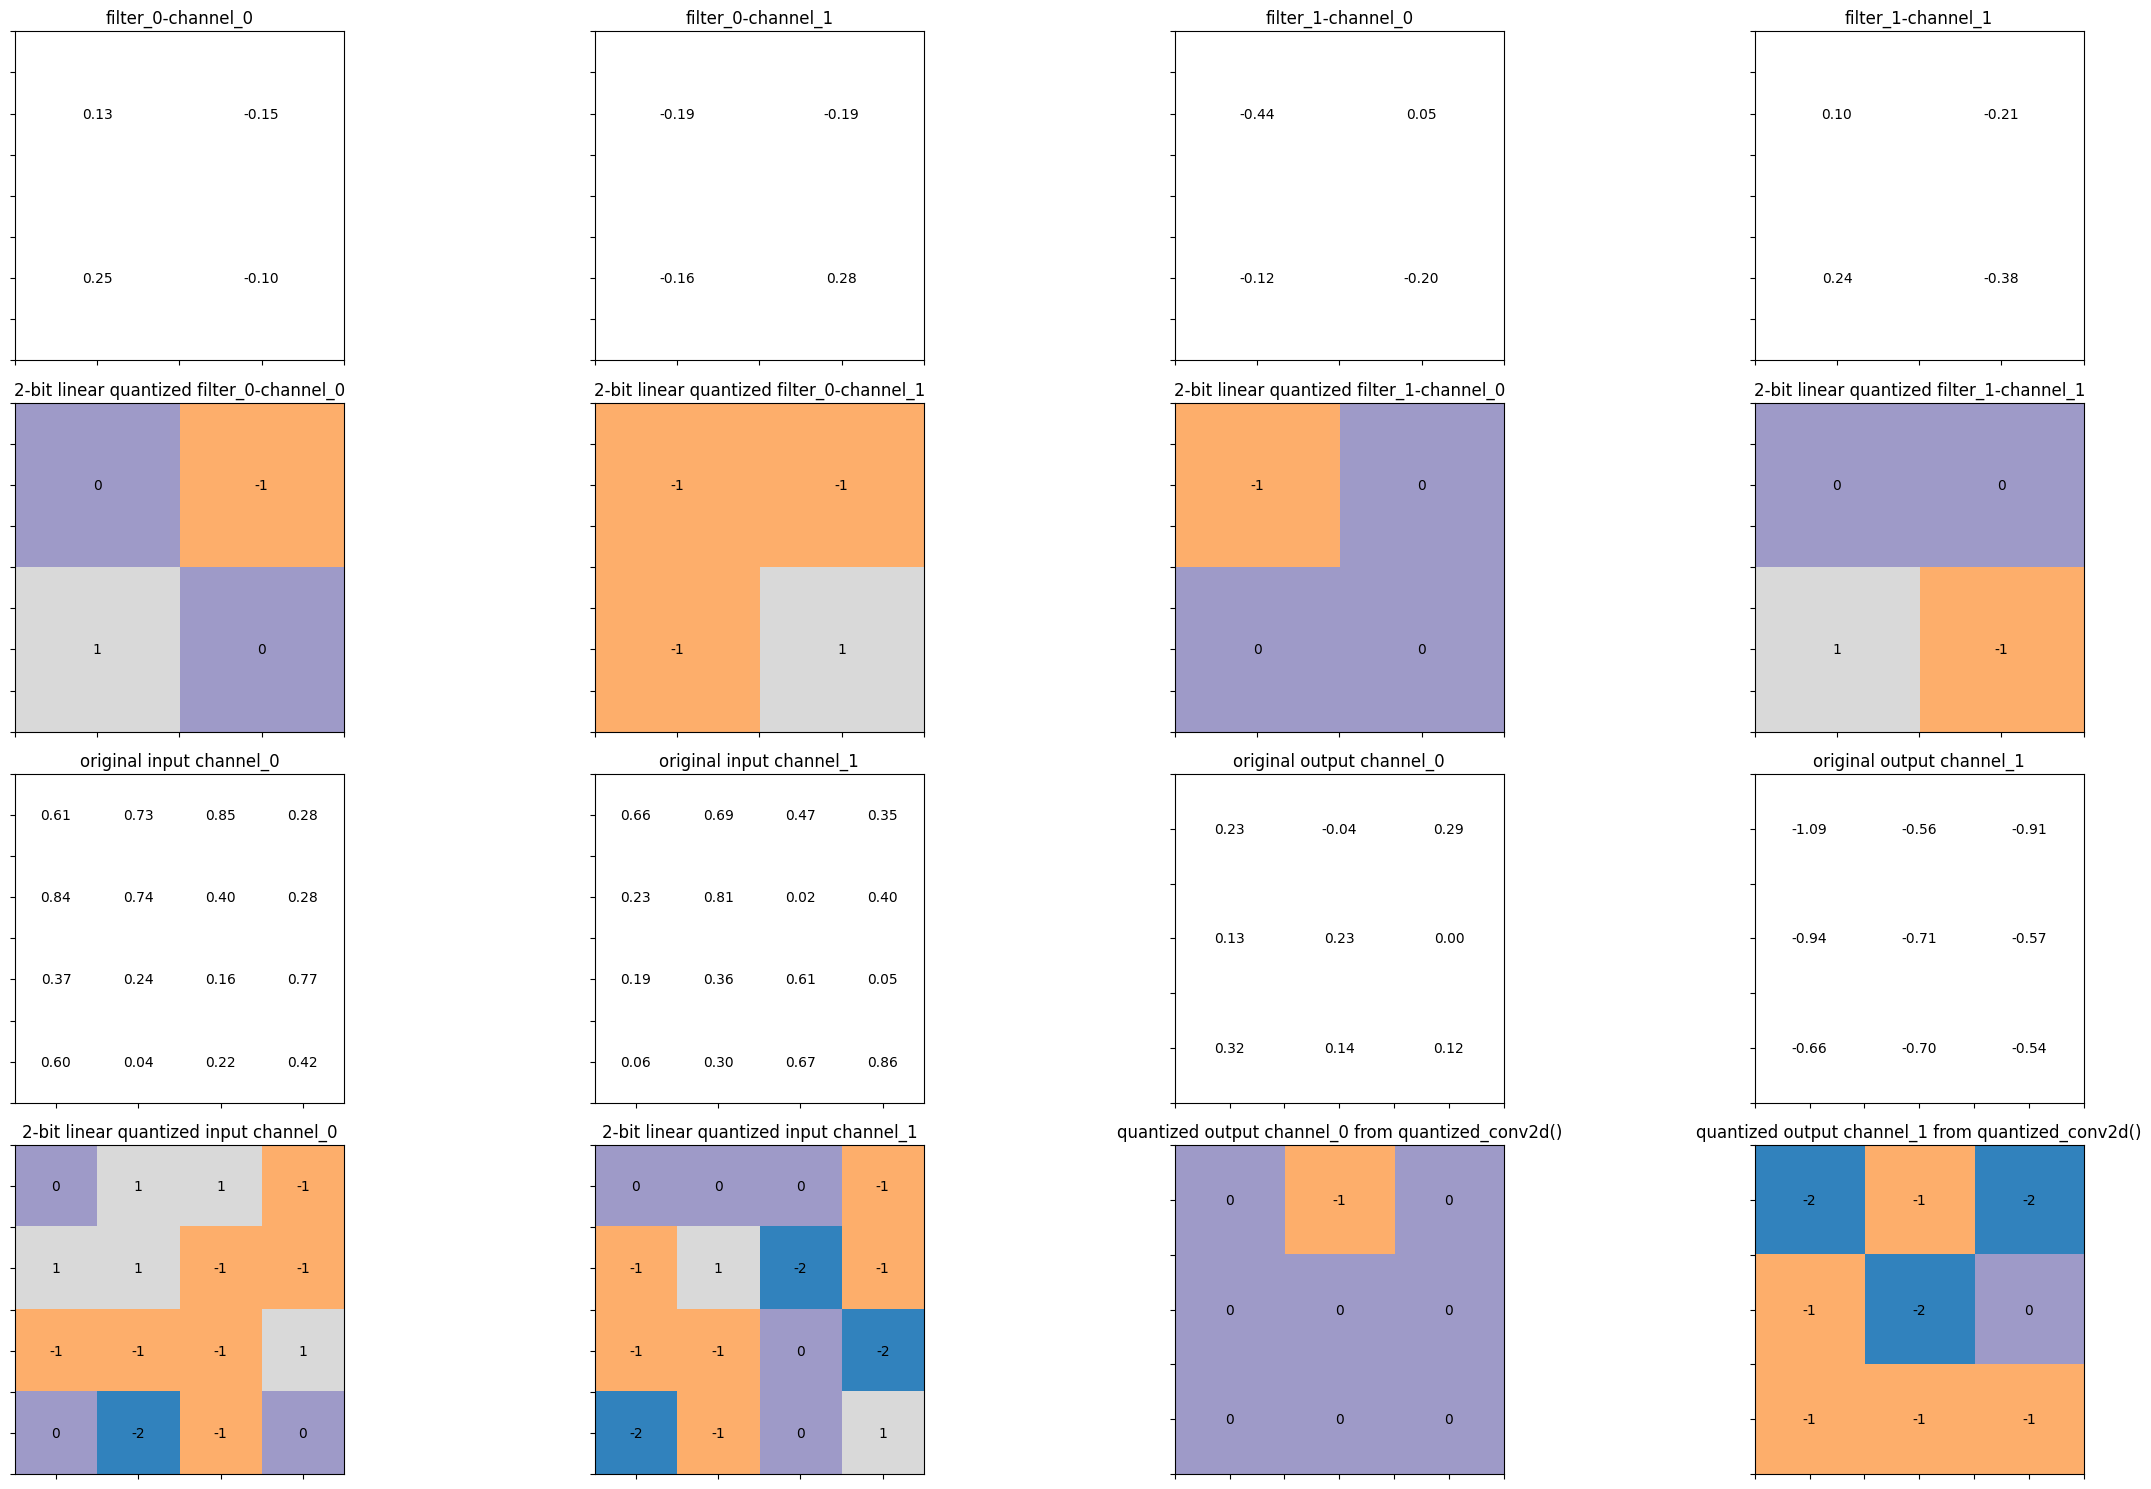 filter_0-channel_0 filter_0-channel_1 filter_1-channel_0 filter_1-channel_1
0.13 -0.15 -0.19 -0.19 -0.44 0.05 0.10 -0.21
0.25 -0.10 -0.16 0.28 -0.12 -0.20 0.24 -0.38
2-bit linear quantized filter_0-channel_0 2-bit linear quantized filter_0-channel_1 2-bit linear quantized filter_1-channel_0 2-bit linear quantized filter_1-channel_1
0 -1 -1 -1 -1 0 0 0
1 0 -1 1 0 0 1 -1
original input channel_0 original input channel_1 original output channel_0 original output channel_1
0.61 0.73 0.85 0.28 0.66 0.69 0.47 0.35 0.23 -0.04 0.29 -1.09 -0.56 -0.91
0.84 0.74 0.40 0.28 0.23 0.81 0.02 0.40
0.13 0.23 0.00 -0.94 -0.71 -0.57
0.37 0.24 0.16 0.77 0.19 0.36 0.61 0.05
0.60 0.04 0.22 0.42 0.06 0.30 0.67 0.86 0.32 0.14 0.12 -0.66 -0.70 -0.54
2-bit linear quantized input channel_0 2-bit linear quantized input channel_1 quantized output channel_0 from quantized_conv2d() quantized output channel_1 from quantized_conv2d()
0 1 1 -1 0 0 0 -1 0 -1 0 -2 -1 -2
1 1 -1 -1 -1 1 -2 -1
0 0 0 -1 -2 0
-1 -1 -1 1 -1 -1 0 -2
0 -2 -1 0 -2 -1 0 1 0 0 0 -1 -1 -1